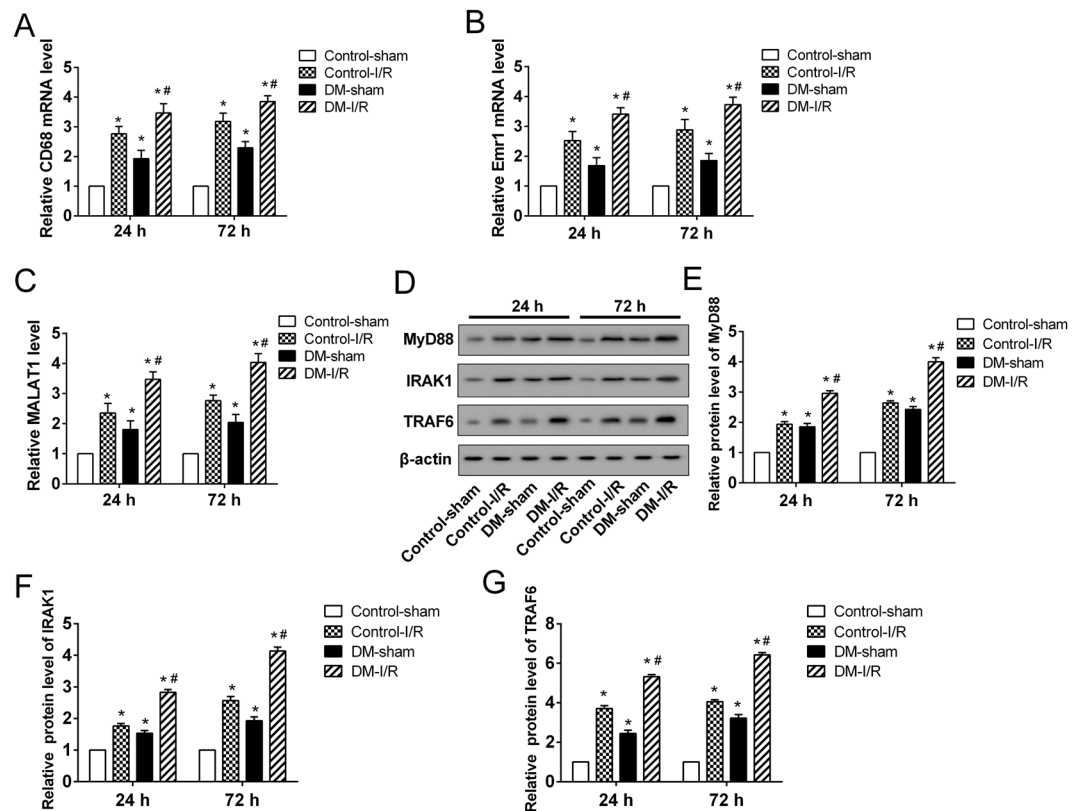 A
Relative CD68 mRNA level
5
4
3
2
1
0
* * * *#
* * * *#
24 h 72 h
Control-sham
Control-I/R
DM-sham
DM-I/R
B
Relative Emr1 mRNA level
5
4
3
2
1
0
* * * *#
* * * *#
24 h 72 h
Control-sham
Control-I/R
DM-sham
DM-I/R
C
Relative MALAT1 level
5
4
3
2
1
0
* * * *#
* * * *#
24 h 72 h
Control-sham
Control-I/R
DM-sham
DM-I/R
D
24 h 72 h
MyD88
IRAK1
TRAF6
β-actin
Control-sham
Control-I/R
DM-sham
DM-I/R
Control-sham
Control-I/R
DM-sham
DM-I/R
E
Relative protein level of MyD88
5
4
3
2
1
0
* * * *#
* * * *#
24 h 72 h
Control-sham
Control-I/R
DM-sham
DM-I/R
F
Relative protein level of IRAK1
5
4
3
2
1
0
* * * *#
* * * *#
24 h 72 h
Control-sham
Control-I/R
DM-sham
DM-I/R
G
Relative protein level of TRAF6
8
6
4
2
0
* * *#
* * *#
24 h 72 h
Control-sham
Control-I/R
DM-sham
DM-I/R